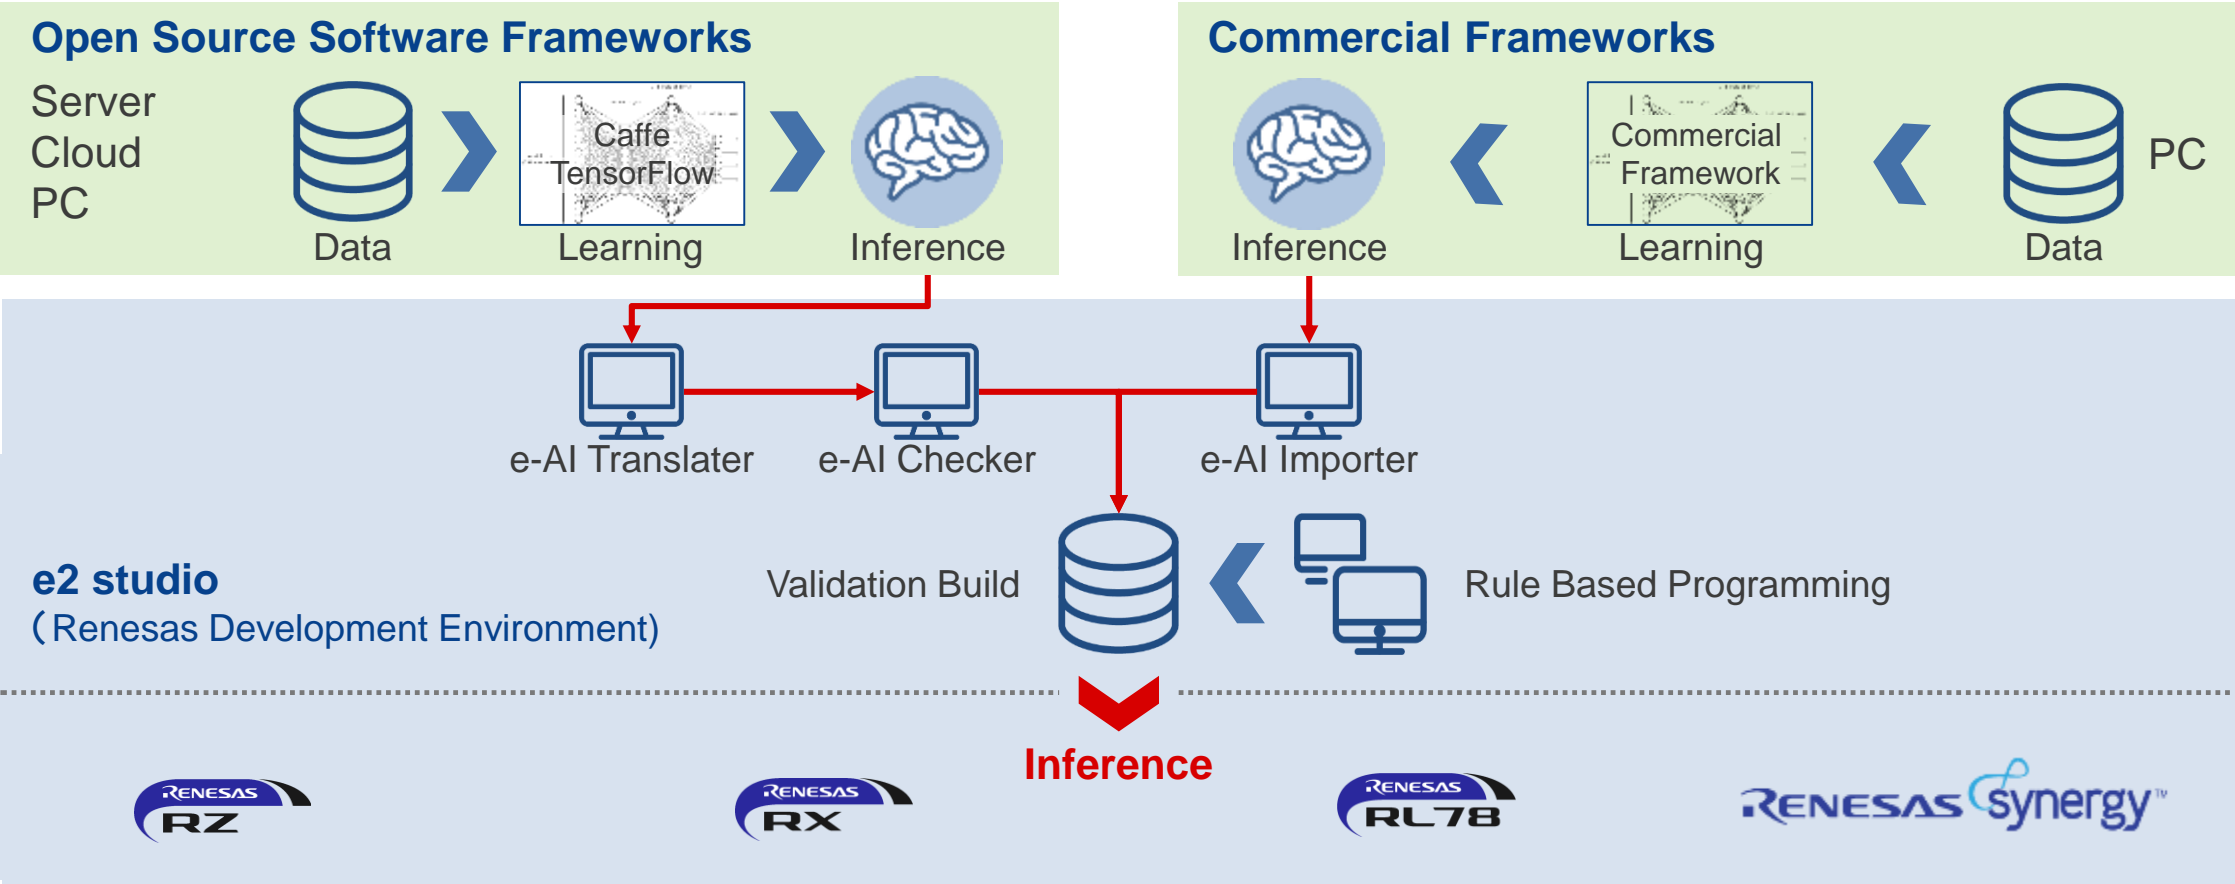 Open Source Software Frameworks
Server
Cloud
PC
Data
Caffe
TensorFlow
Learning
Inference
Commercial Frameworks
Inference
Commercial
Framework
Learning
Data
PC
e-AI Translater
e-AI Checker
e-AI Importer
e2 studio
(Renesas Development Environment)
Validation Build
Rule Based Programming
Inference
RENESAS
RZ
RENESAS
RX
RENESAS
RL78
RENESAS synergy™